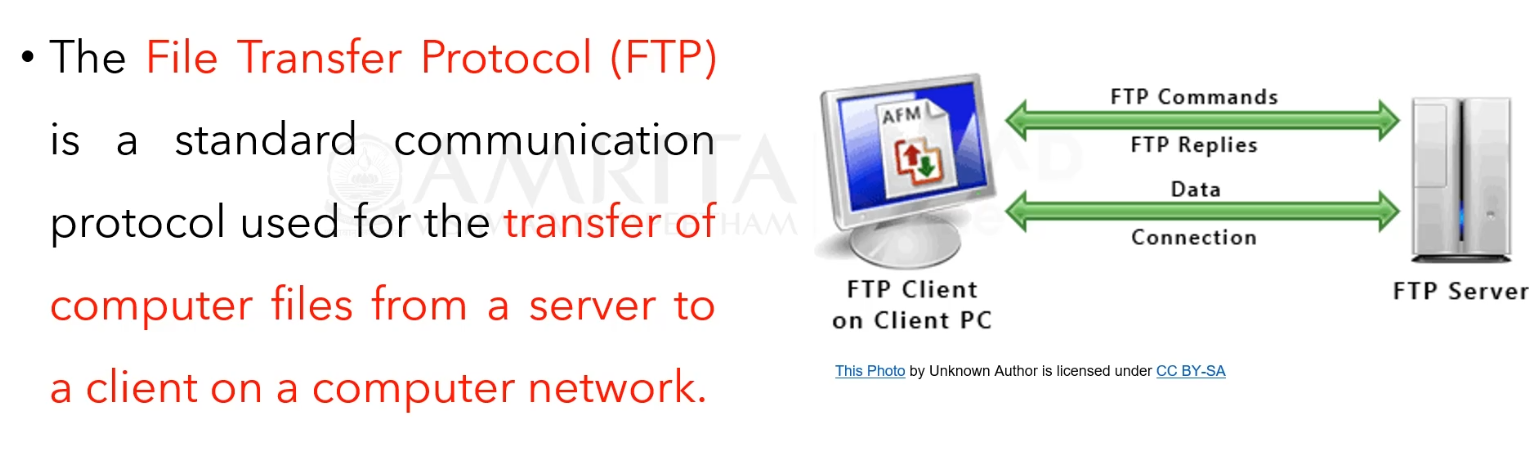 • The File Transfer Protocol (FTP)
is a standard communication
protocol used for the transfer of
computer files from a server to
a client on a computer network.
AMRITA
AFM
FTP Commands
FTP Replies
Data
Connection
FTP Client
on Client PC
FTP Server
This Photo by Unknown Author is licensed under CC BY-SA